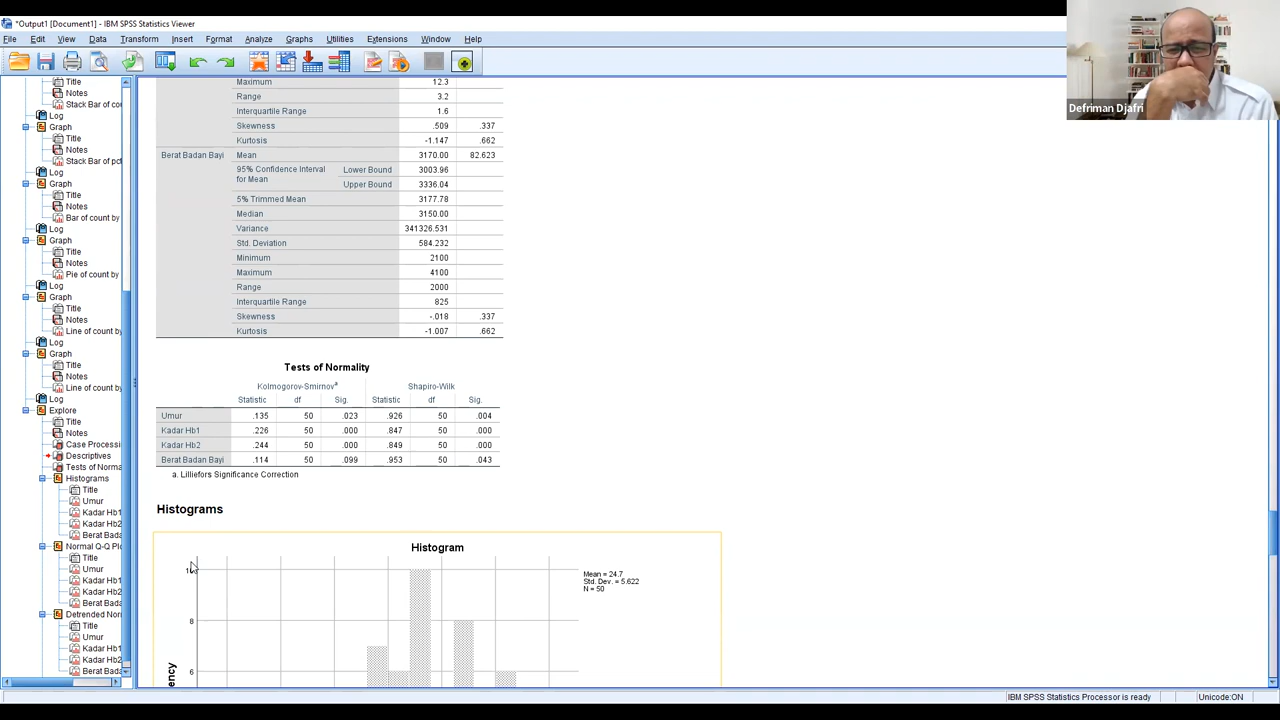 *Output1 [Document1] - IBM SPSS Statistics Viewer
File Edit View Data Transform Insert Format Analyze Graphs Utilities Extensions Window Help
Defriman Djafri
Title
Notes
Stack Bar of co
Log
Graph
Title
Notes
Stack Bar of pc
Log
Graph
Title
Notes
Bar of count by
Log
Graph
Title
Notes
Pie of count by
Log
Graph
Title
Notes
Line of count by
Log
Graph
Title
Notes
Line of count by
Log
Explore
Title
Notes
Case Processi
Descriptives
Tests of Norma
Histograms
Title
Umur
Kadar Hb1
Kadar Hb2
Berat Bada
Normal Q-Q Plo
Title
Umur
Kadar Hb1
Kadar Hb2
Berat Bada
Detrended Nor
Title
Umur
Kadar Hb1
Kadar Hb2
Berat Bada
Maximum 12.3
Range 3.2
Interquartile Range 1.6
Skewness .509 .337
Kurtosis -1.147 .662
Berat Badan Bayi Mean 3170.00 82.623
95% Confidence Interval for Mean Lower Bound 3003.96
Upper Bound 3336.04
5% Trimmed Mean 3177.78
Median 3150.00
Variance 341326.531
Std. Deviation 584.232
Minimum 2100
Maximum 4100
Range 2000
Interquartile Range 825
Skewness -.018 .337
Kurtosis -1.007 .662
Tests of Normality
Kolmogorov-Smirnovᵃ Shapiro-Wilk
Statistic df Sig. Statistic df Sig.
Umur .135 50 .023 .926 50 .004
Kadar Hb1 .226 50 .000 .847 50 .000
Kadar Hb2 .244 50 .000 .849 50 .000
Berat Badan Bayi .114 50 .099 .953 50 .043
a. Lilliefors Significance Correction
Histograms
Histogram
Mean = 24.7
Std. Dev. = 5.622
N = 50
8
6
IBM SPSS Statistics Processor is ready Unicode:ON